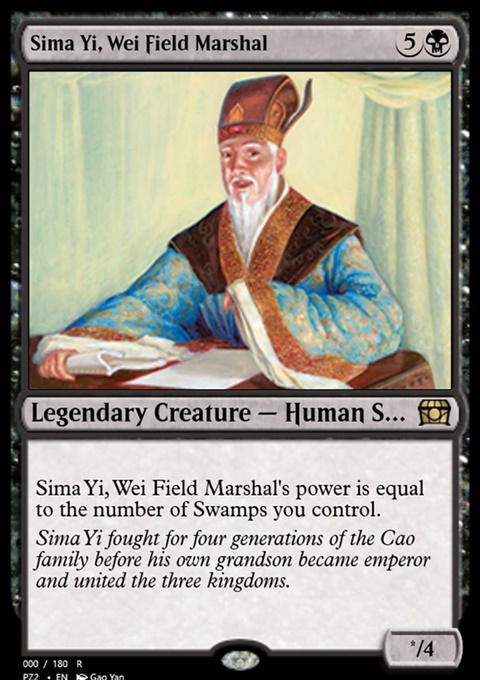 Sima Yi, Wei Field Marshal 5
Legendary Creature — Human S...
Sima Yi, Wei Field Marshal's power is equal
to the number of Swamps you control.
Sima Yi fought for four generations of the Cao
family before his own grandson became emperor
and united the three kingdoms.
*/4
000 / 180 R
PZ2 • EN Gao Yan